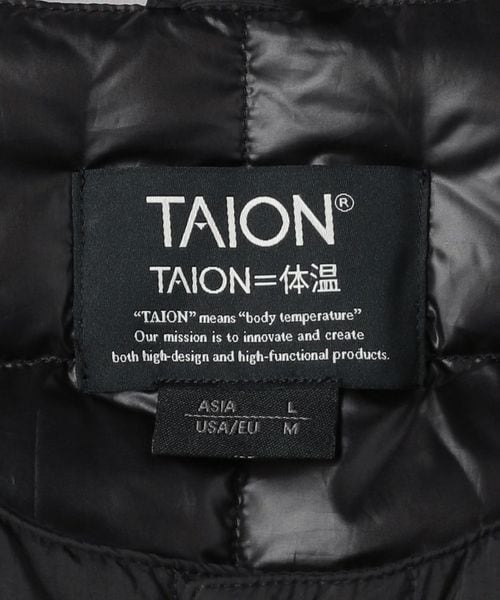 TAION®
TAION=体温
“TAION” means “body temperature”
Our mission is to innovate and create
both high-design and high-functional products.
ASIA L
USA/EU M